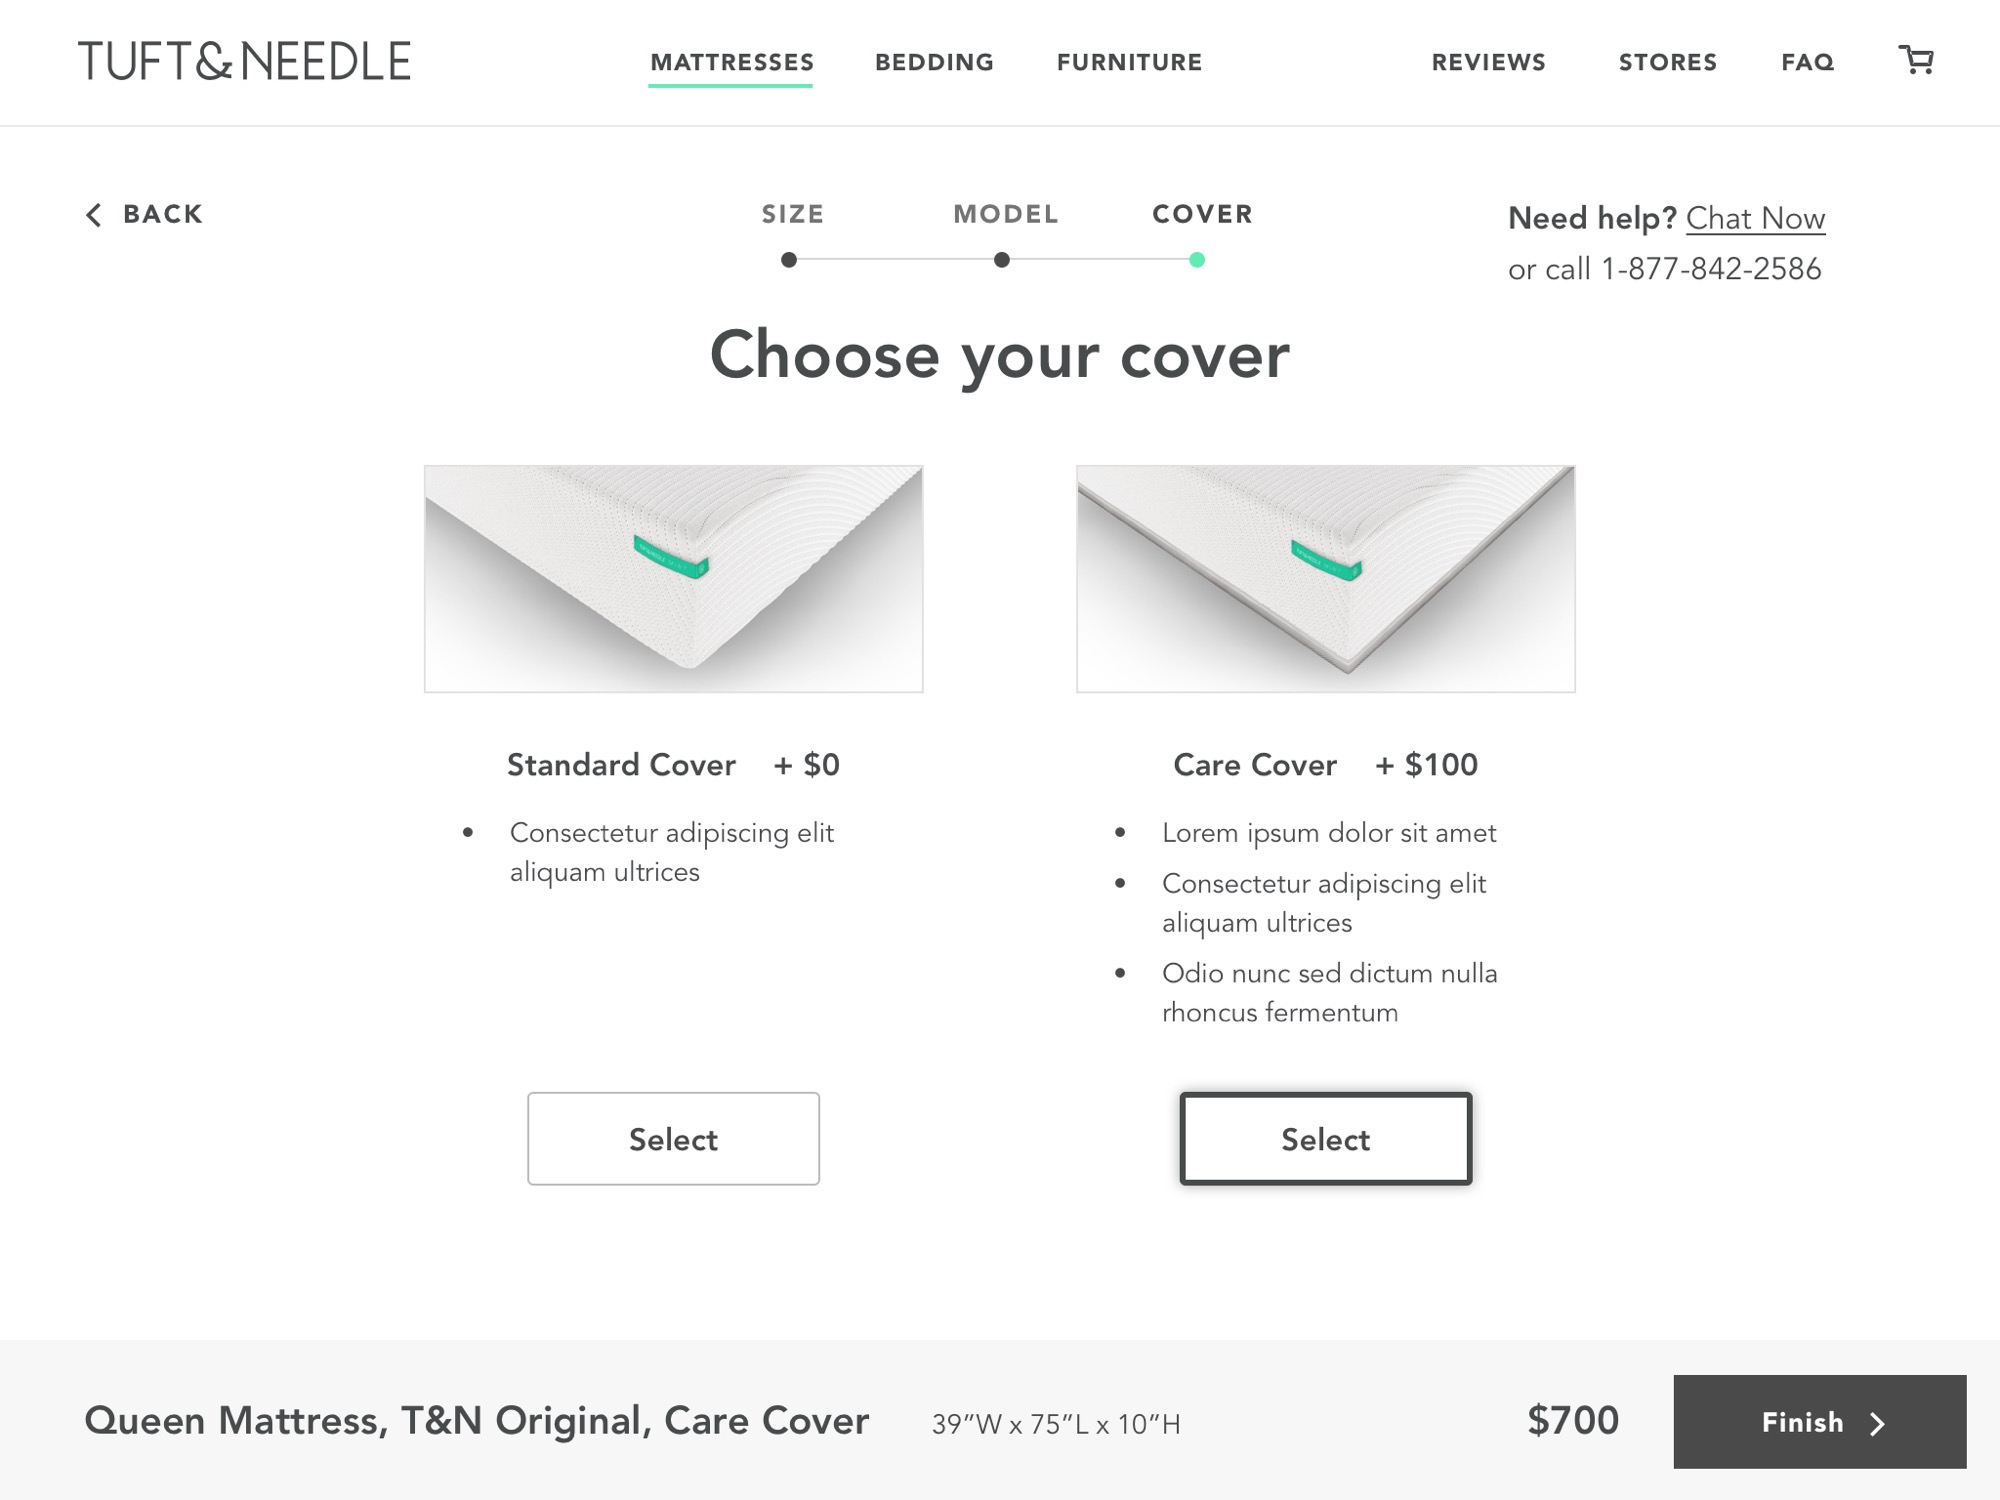 TUFT&NEEDLE
MATTRESSES
BEDDING
FURNITURE
REVIEWS
STORES
FAQ
BACK
SIZE
MODEL
COVER
Need help? Chat Now
or call 1-877-842-2586
Choose your cover
Standard Cover + $0
Consectetur adipiscing elit
aliquam ultrices
Select
Care Cover + $100
Lorem ipsum dolor sit amet
Consectetur adipiscing elit
aliquam ultrices
Odio nunc sed dictum nulla
rhoncus fermentum
Select
Queen Mattress, T&N Original, Care Cover
39”W x 75”L x 10”H
$700
Finish